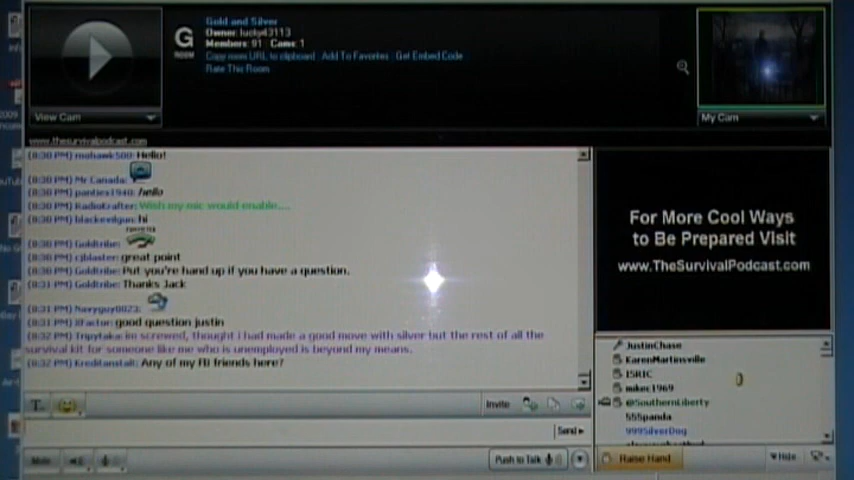 Gold and Silver
Owner: lucky43113
G
ROOM
Members: 91 Cams: 1
Copy room URL to clipboard Add To Favorites Get Embed Code
Rate This Room
View Cam
My Cam
www.thesurvivalpodcast.com
(8:30 PM) mohawk500: Hello!
(8:30 PM) Mr Canada:
(8:30 PM) panties1940: hello
(8:30 PM) RadioCrafter: Wish my mic would enable....
(8:30 PM) blackevilgun: hi
(8:30 PM) Goldtribe:
(8:30 PM) cjblaster: great point
(8:30 PM) Goldtribe: Put you're hand up if you have a question.
(8:31 PM) Goldtribe: Thanks Jack
(8:31 PM) Navyguy0023:
(8:31 PM) XFactor: good question justin
(8:32 PM) Tripytaka: im screwed, thought i had made a good move with silver but the rest of all the
survival kit for someone like me who is unemployed is beyond my means.
(8:32 PM) Kreditanstalt: Any of my FB friends here?
For More Cool Ways
to Be Prepared Visit
www.TheSurvivalPodcast.com
JustinChase
KarenMartinsville
ISRIC
mikec1969
@SouthernLiberty
555panda
999SilverDog
Invite
Send
Mute
Push to Talk
Raise Hand
Hide